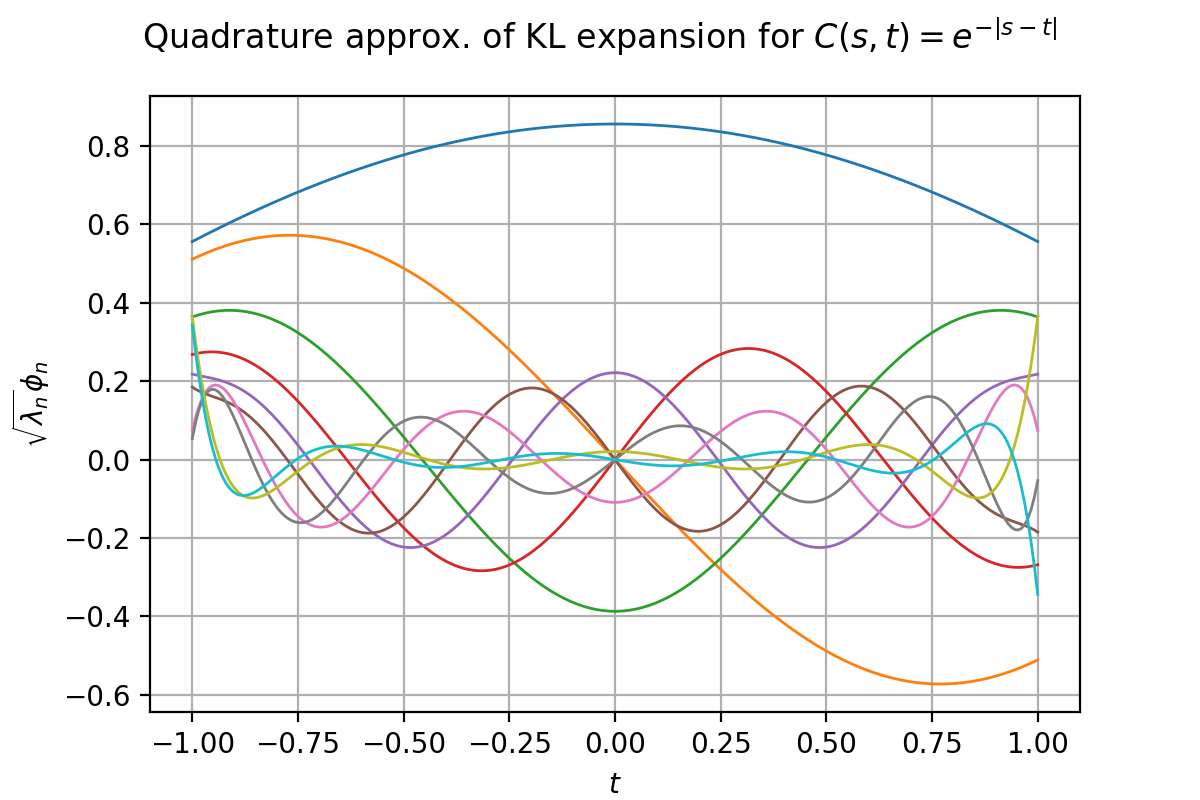 Quadrature approx. of KL expansion for $C(s, t) = e^{-|s-t|}$
0.8
0.6
0.4
0.2
0.0
−0.2
−0.4
−0.6
$\sqrt{\lambda_n}\phi_n$
−1.00 −0.75 −0.50 −0.25 0.00 0.25 0.50 0.75 1.00
t